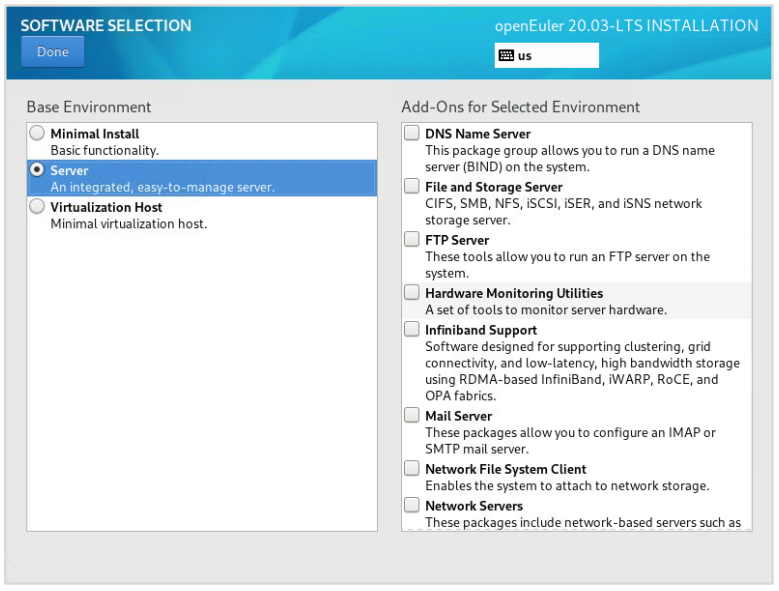 SOFTWARE SELECTION
openEuler 20.03-LTS INSTALLATION
Done
us
Base Environment
Minimal Install
Basic functionality.
Server
An integrated, easy-to-manage server.
Virtualization Host
Minimal virtualization host.
Add-Ons for Selected Environment
DNS Name Server
This package group allows you to run a DNS name
server (BIND) on the system.
File and Storage Server
CIFS, SMB, NFS, iSCSI, iSER, and iSNS network
storage server.
FTP Server
These tools allow you to run an FTP server on the
system.
Hardware Monitoring Utilities
A set of tools to monitor server hardware.
Infiniband Support
Software designed for supporting clustering, grid
connectivity, and low-latency, high bandwidth storage
using RDMA-based InfiniBand, iWARP, RoCE, and
OPA fabrics.
Mail Server
These packages allow you to configure an IMAP or
SMTP mail server.
Network File System Client
Enables the system to attach to network storage.
Network Servers
These packages include network-based servers such as